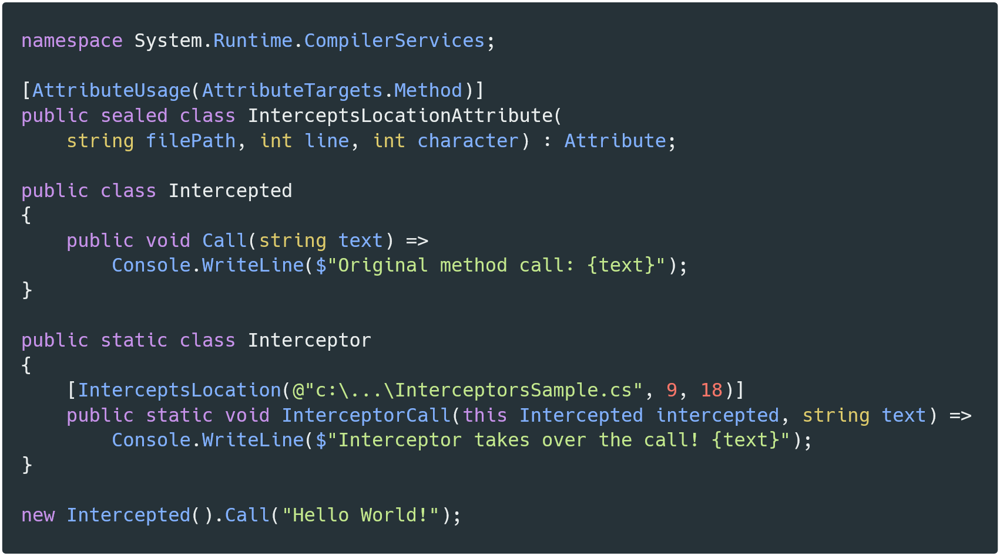 namespace System.Runtime.CompilerServices;

[AttributeUsage(AttributeTargets.Method)]
public sealed class InterceptsLocationAttribute(
    string filePath, int line, int character) : Attribute;

public class Intercepted
{
    public void Call(string text) =>
        Console.WriteLine($"Original method call: {text}");
}

public static class Interceptor
{
    [InterceptsLocation(@"c:\...\InterceptorsSample.cs", 9, 18)]
    public static void InterceptorCall(this Intercepted intercepted, string text) =>
        Console.WriteLine($"Interceptor takes over the call! {text}");
}

new Intercepted().Call("Hello World!");